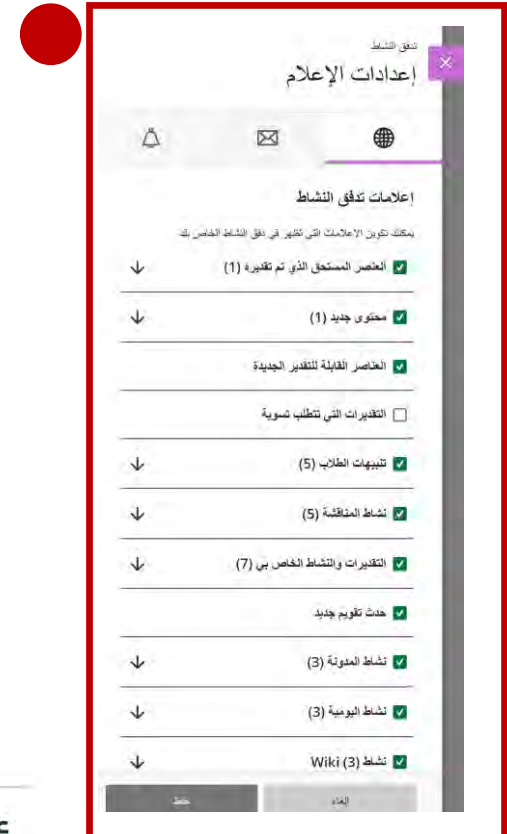 تدفق النشاط
إعدادات الإعلام
إعلامات تدفق النشاط
يمكنك تكوين الإعلامات التي تظهر في دفق النشاط الخاص بك
العنصر المستحق الذي تم تقديره (1)
محتوى جديد (1)
العناصر القابلة للتقدير الجديدة
التقديرات التي تتطلب تسوية
تنبيهات الطلاب (5)
نشاط المناقشة (5)
التقديرات والنشاط الخاص بي (7)
حدث تقويم جديد
نشاط المدونة (3)
نشاط اليومية (3)
نشاط Wiki (3)
إلغاء
حفظ